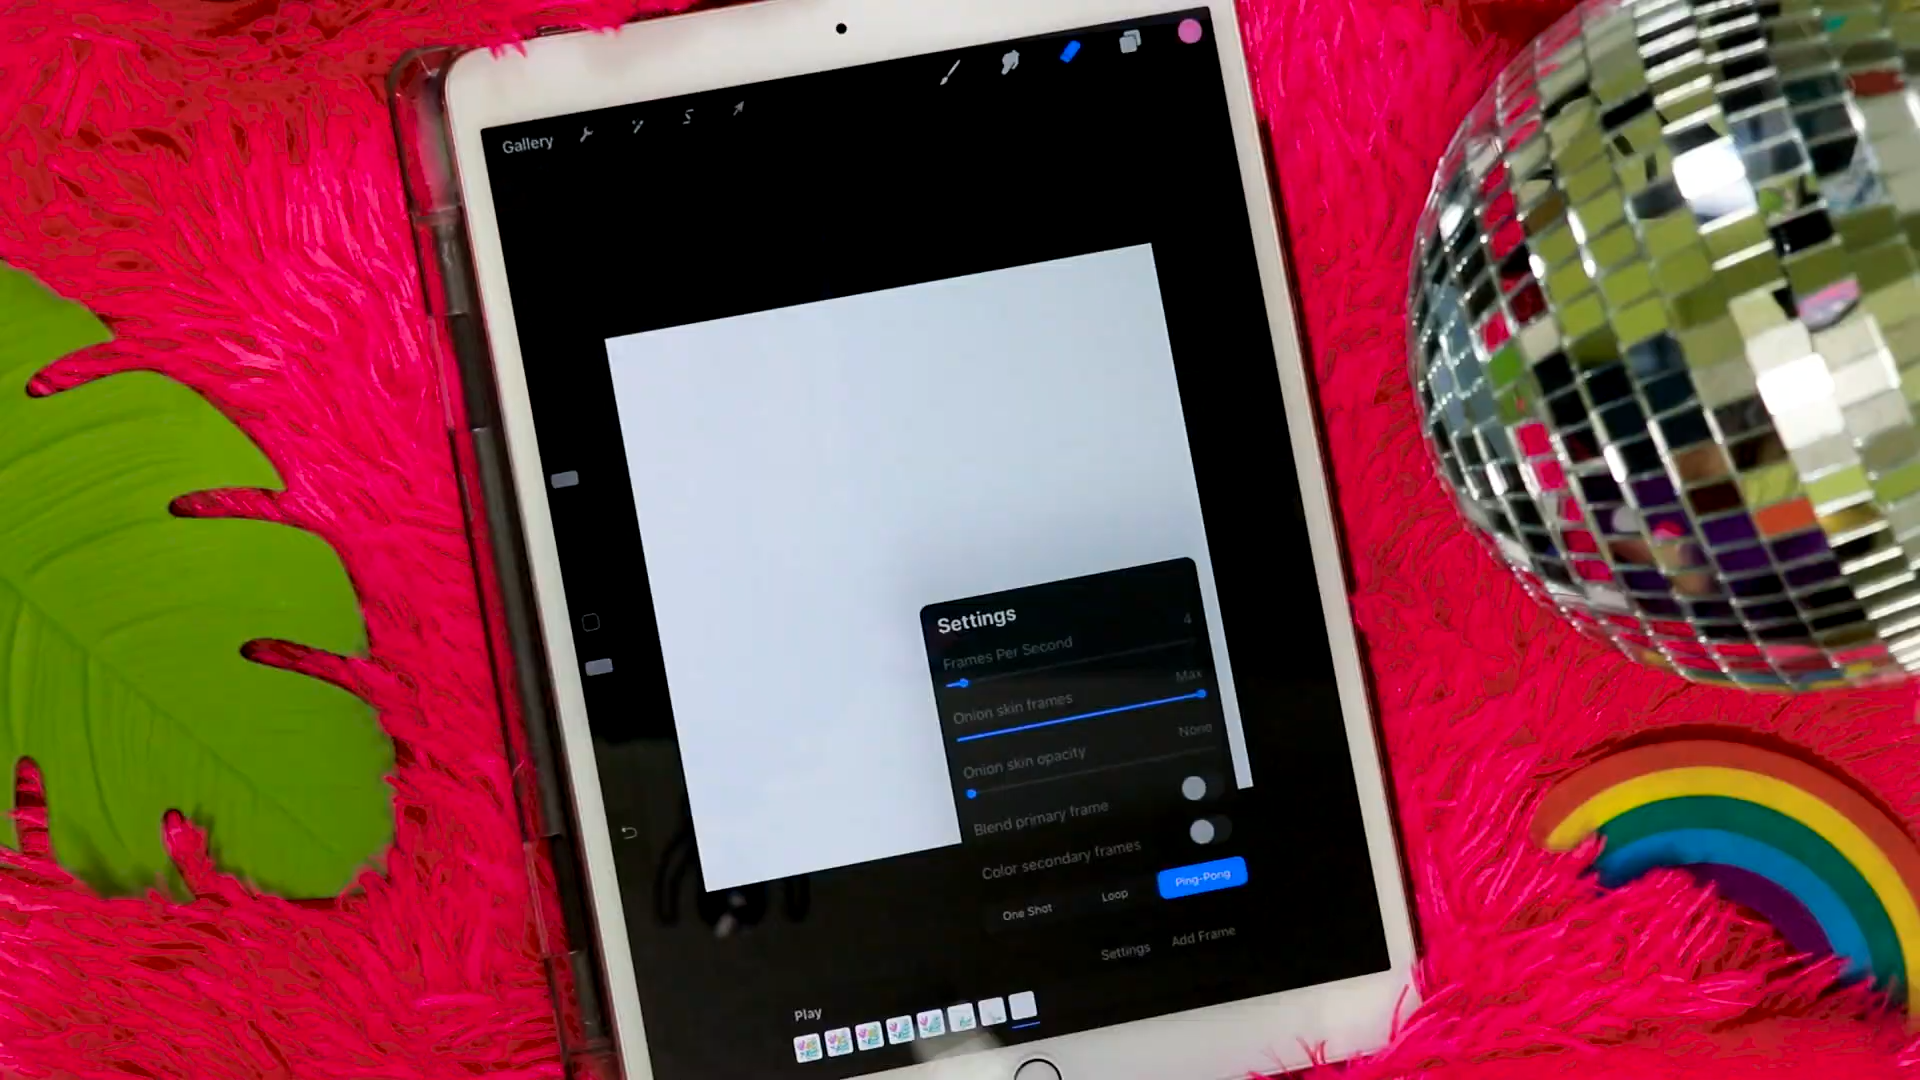 Gallery
Settings
Frames Per Second 4
Onion skin frames Max
Onion skin opacity None
Blend primary frame
Color secondary frames
One Shot Loop Ping-Pong
Settings Add Frame
Play